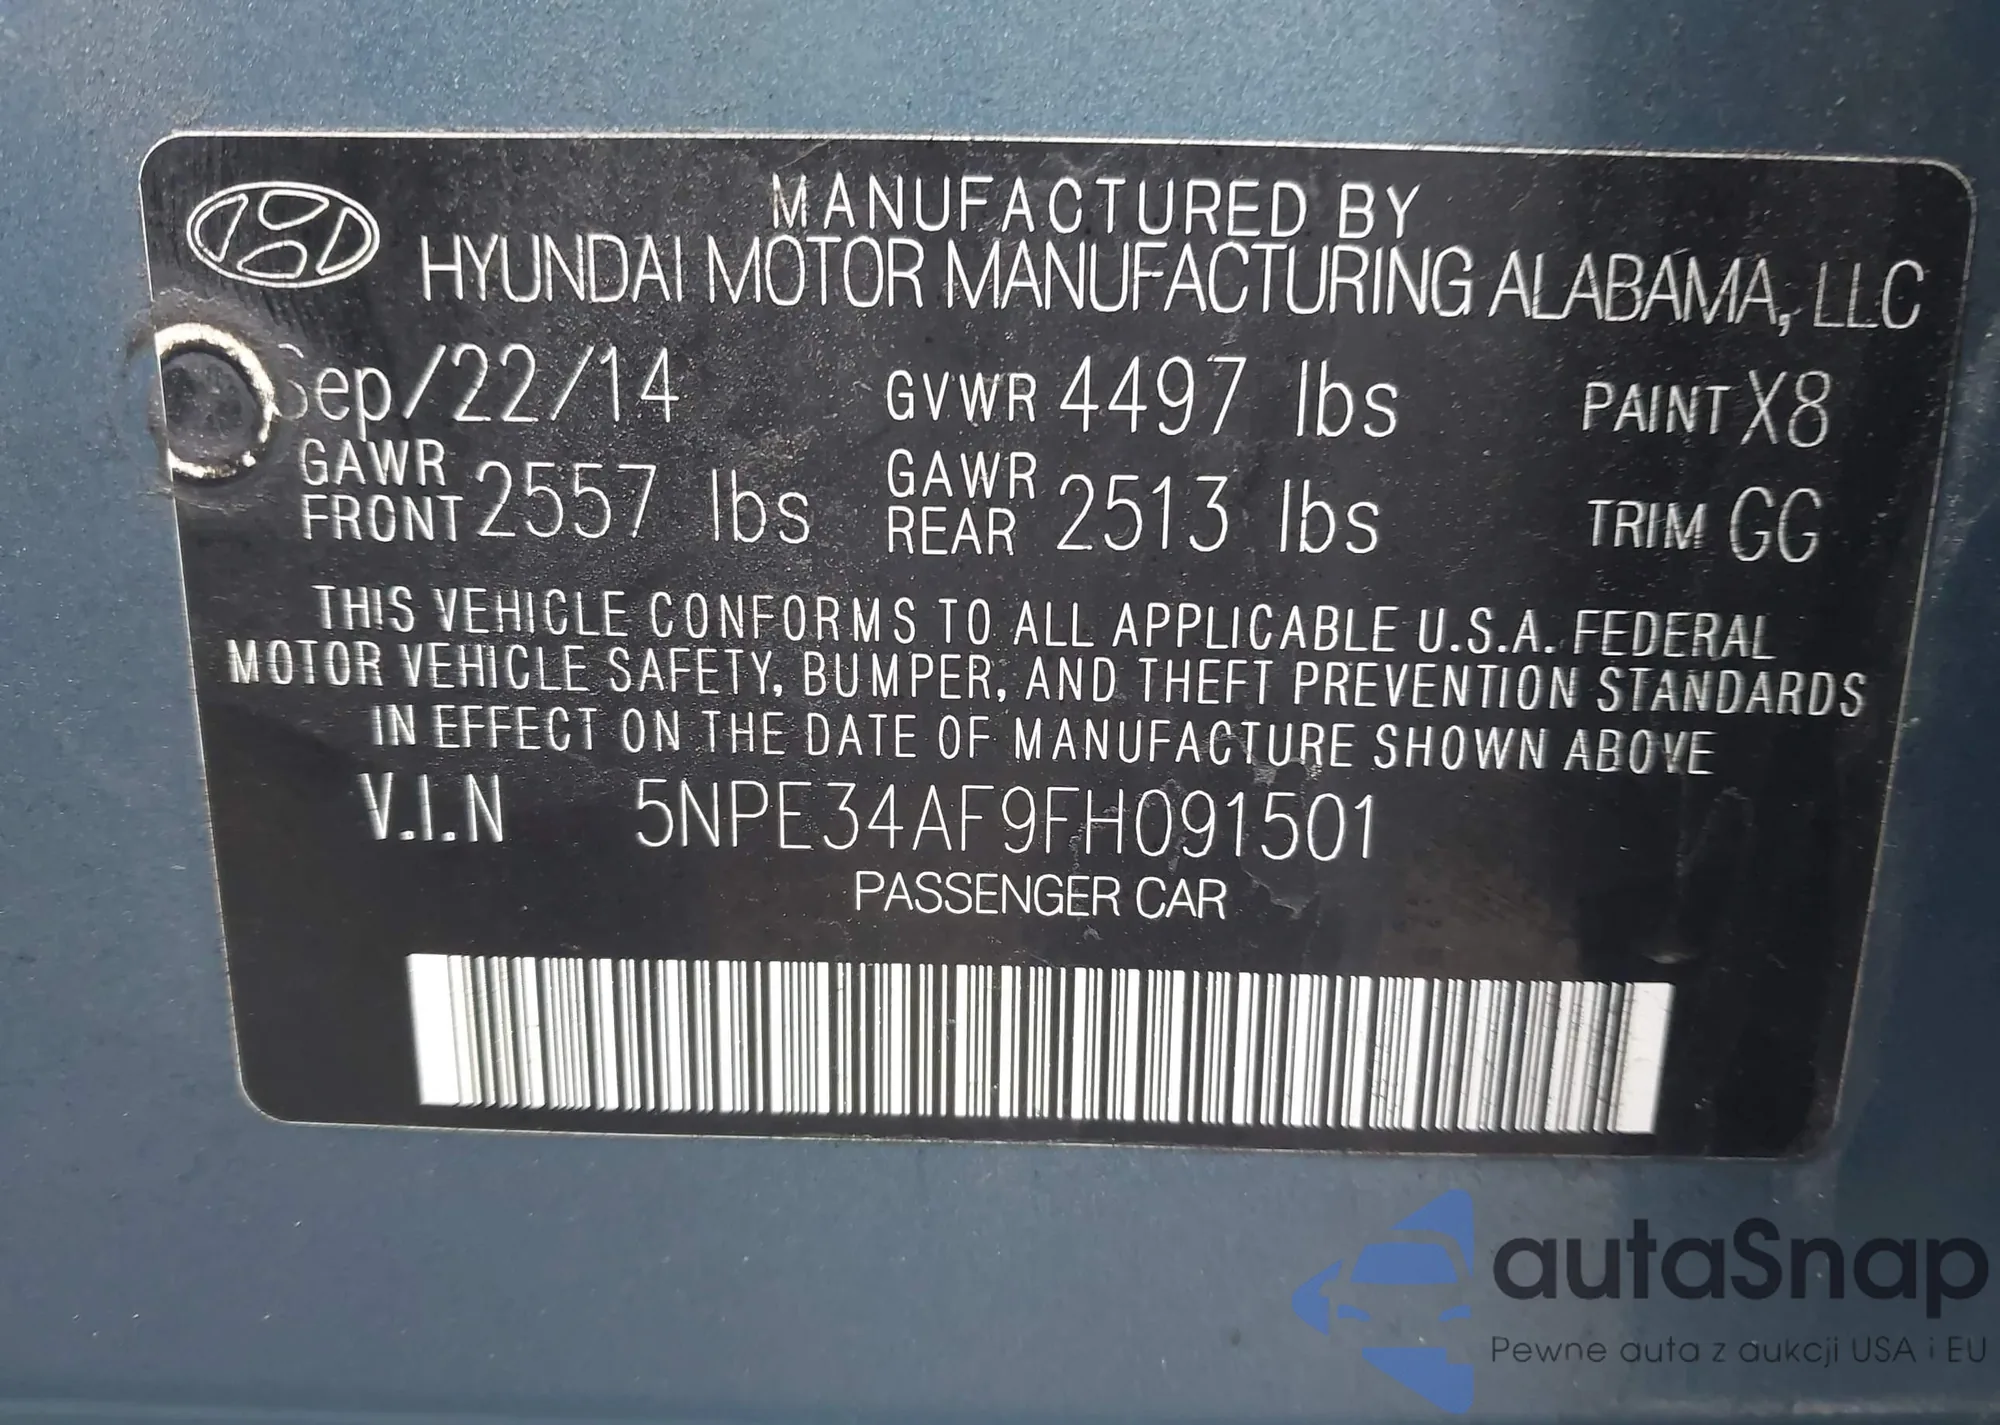 MANUFACTURED BY
HYUNDAI MOTOR MANUFACTURING ALABAMA, LLC
Sep/22/14 GVWR 4497 lbs PAINT X8
GAWR FRONT 2557 lbs GAWR REAR 2513 lbs TRIM GG
THIS VEHICLE CONFORMS TO ALL APPLICABLE U.S.A. FEDERAL
MOTOR VEHICLE SAFETY, BUMPER, AND THEFT PREVENTION STANDARDS
IN EFFECT ON THE DATE OF MANUFACTURE SHOWN ABOVE
V.I.N 5NPE34AF9FH091501
PASSENGER CAR
autaSnap
Pewne auta z aukcji USA i EU